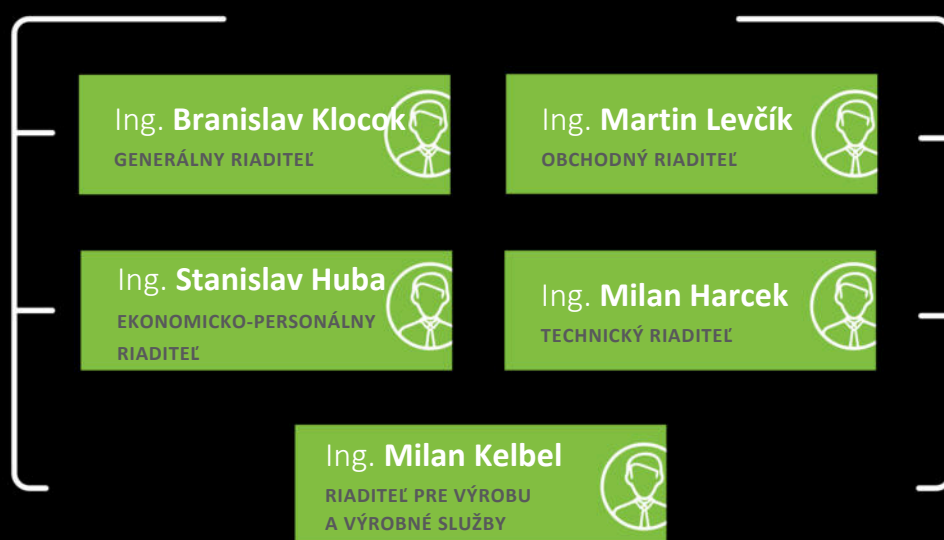 Ing. Branislav Klocok
GENERÁLNY RIADITEĽ
Ing. Martin Levčík
OBCHODNÝ RIADITEĽ
Ing. Stanislav Huba
EKONOMICKO-PERSONÁLNY
RIADITEĽ
Ing. Milan Harcek
TECHNICKÝ RIADITEĽ
Ing. Milan Kelbel
RIADITEĽ PRE VÝROBU
A VÝROBNÉ SLUŽBY